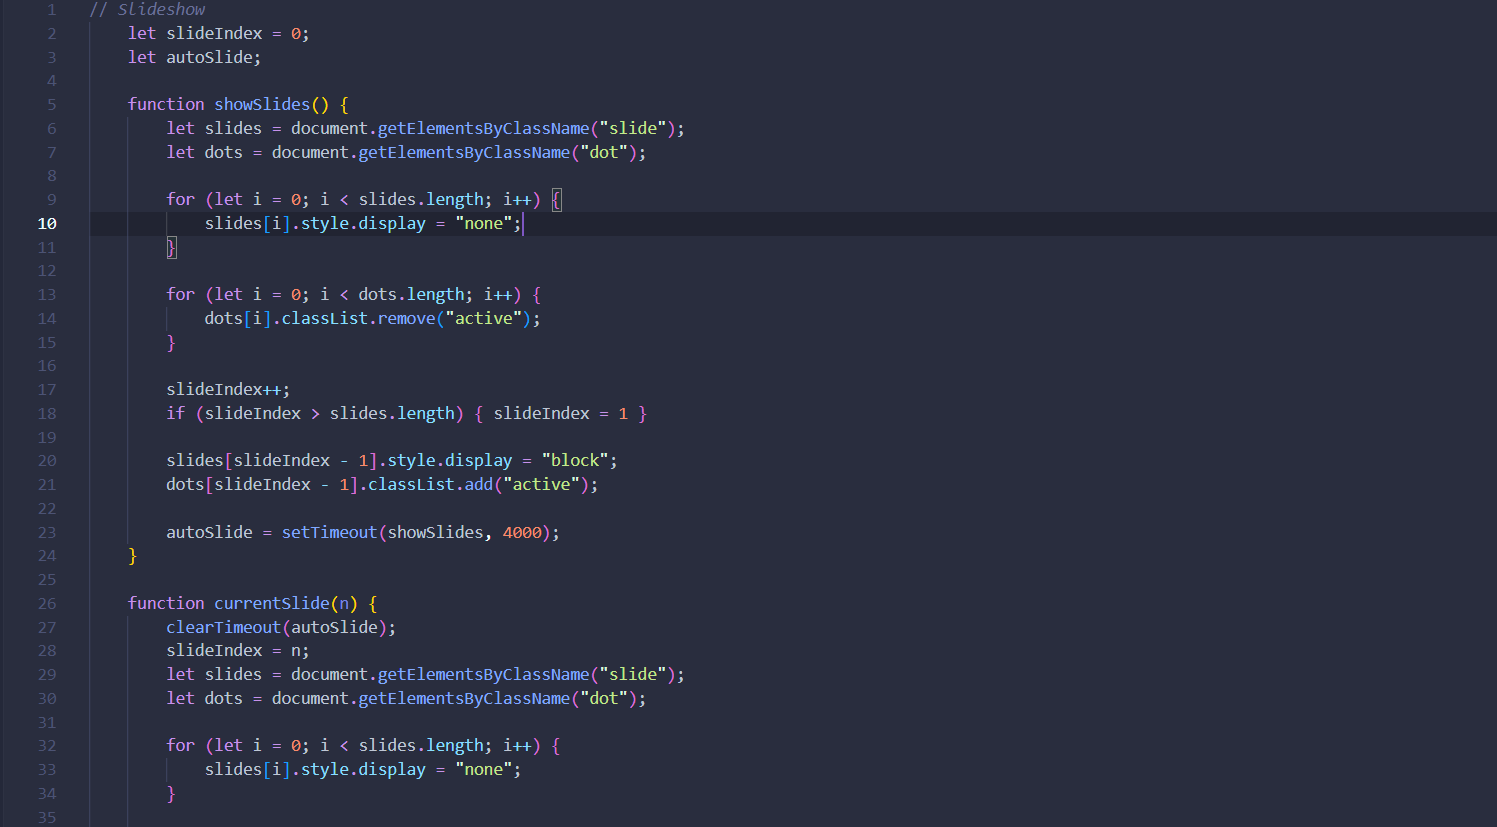 1 // Slideshow
2 let slideIndex = 0;
3 let autoSlide;
4
5 function showSlides() {
6 let slides = document.getElementsByClassName("slide");
7 let dots = document.getElementsByClassName("dot");
8
9 for (let i = 0; i < slides.length; i++) {
10 slides[i].style.display = "none";
11 }
12
13 for (let i = 0; i < dots.length; i++) {
14 dots[i].classList.remove("active");
15 }
16
17 slideIndex++;
18 if (slideIndex > slides.length) { slideIndex = 1 }
19
20 slides[slideIndex - 1].style.display = "block";
21 dots[slideIndex - 1].classList.add("active");
22
23 autoSlide = setTimeout(showSlides, 4000);
24 }
25
26 function currentSlide(n) {
27 clearTimeout(autoSlide);
28 slideIndex = n;
29 let slides = document.getElementsByClassName("slide");
30 let dots = document.getElementsByClassName("dot");
31
32 for (let i = 0; i < slides.length; i++) {
33 slides[i].style.display = "none";
34 }
35